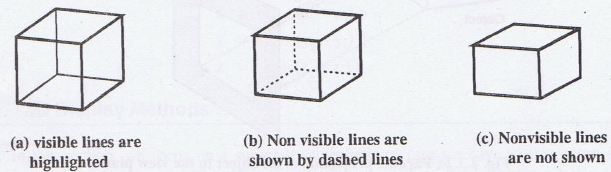 (a) visible lines are
highlighted
(b) Non visible lines are
shown by dashed lines
(c) Nonvisible lines
are not shown